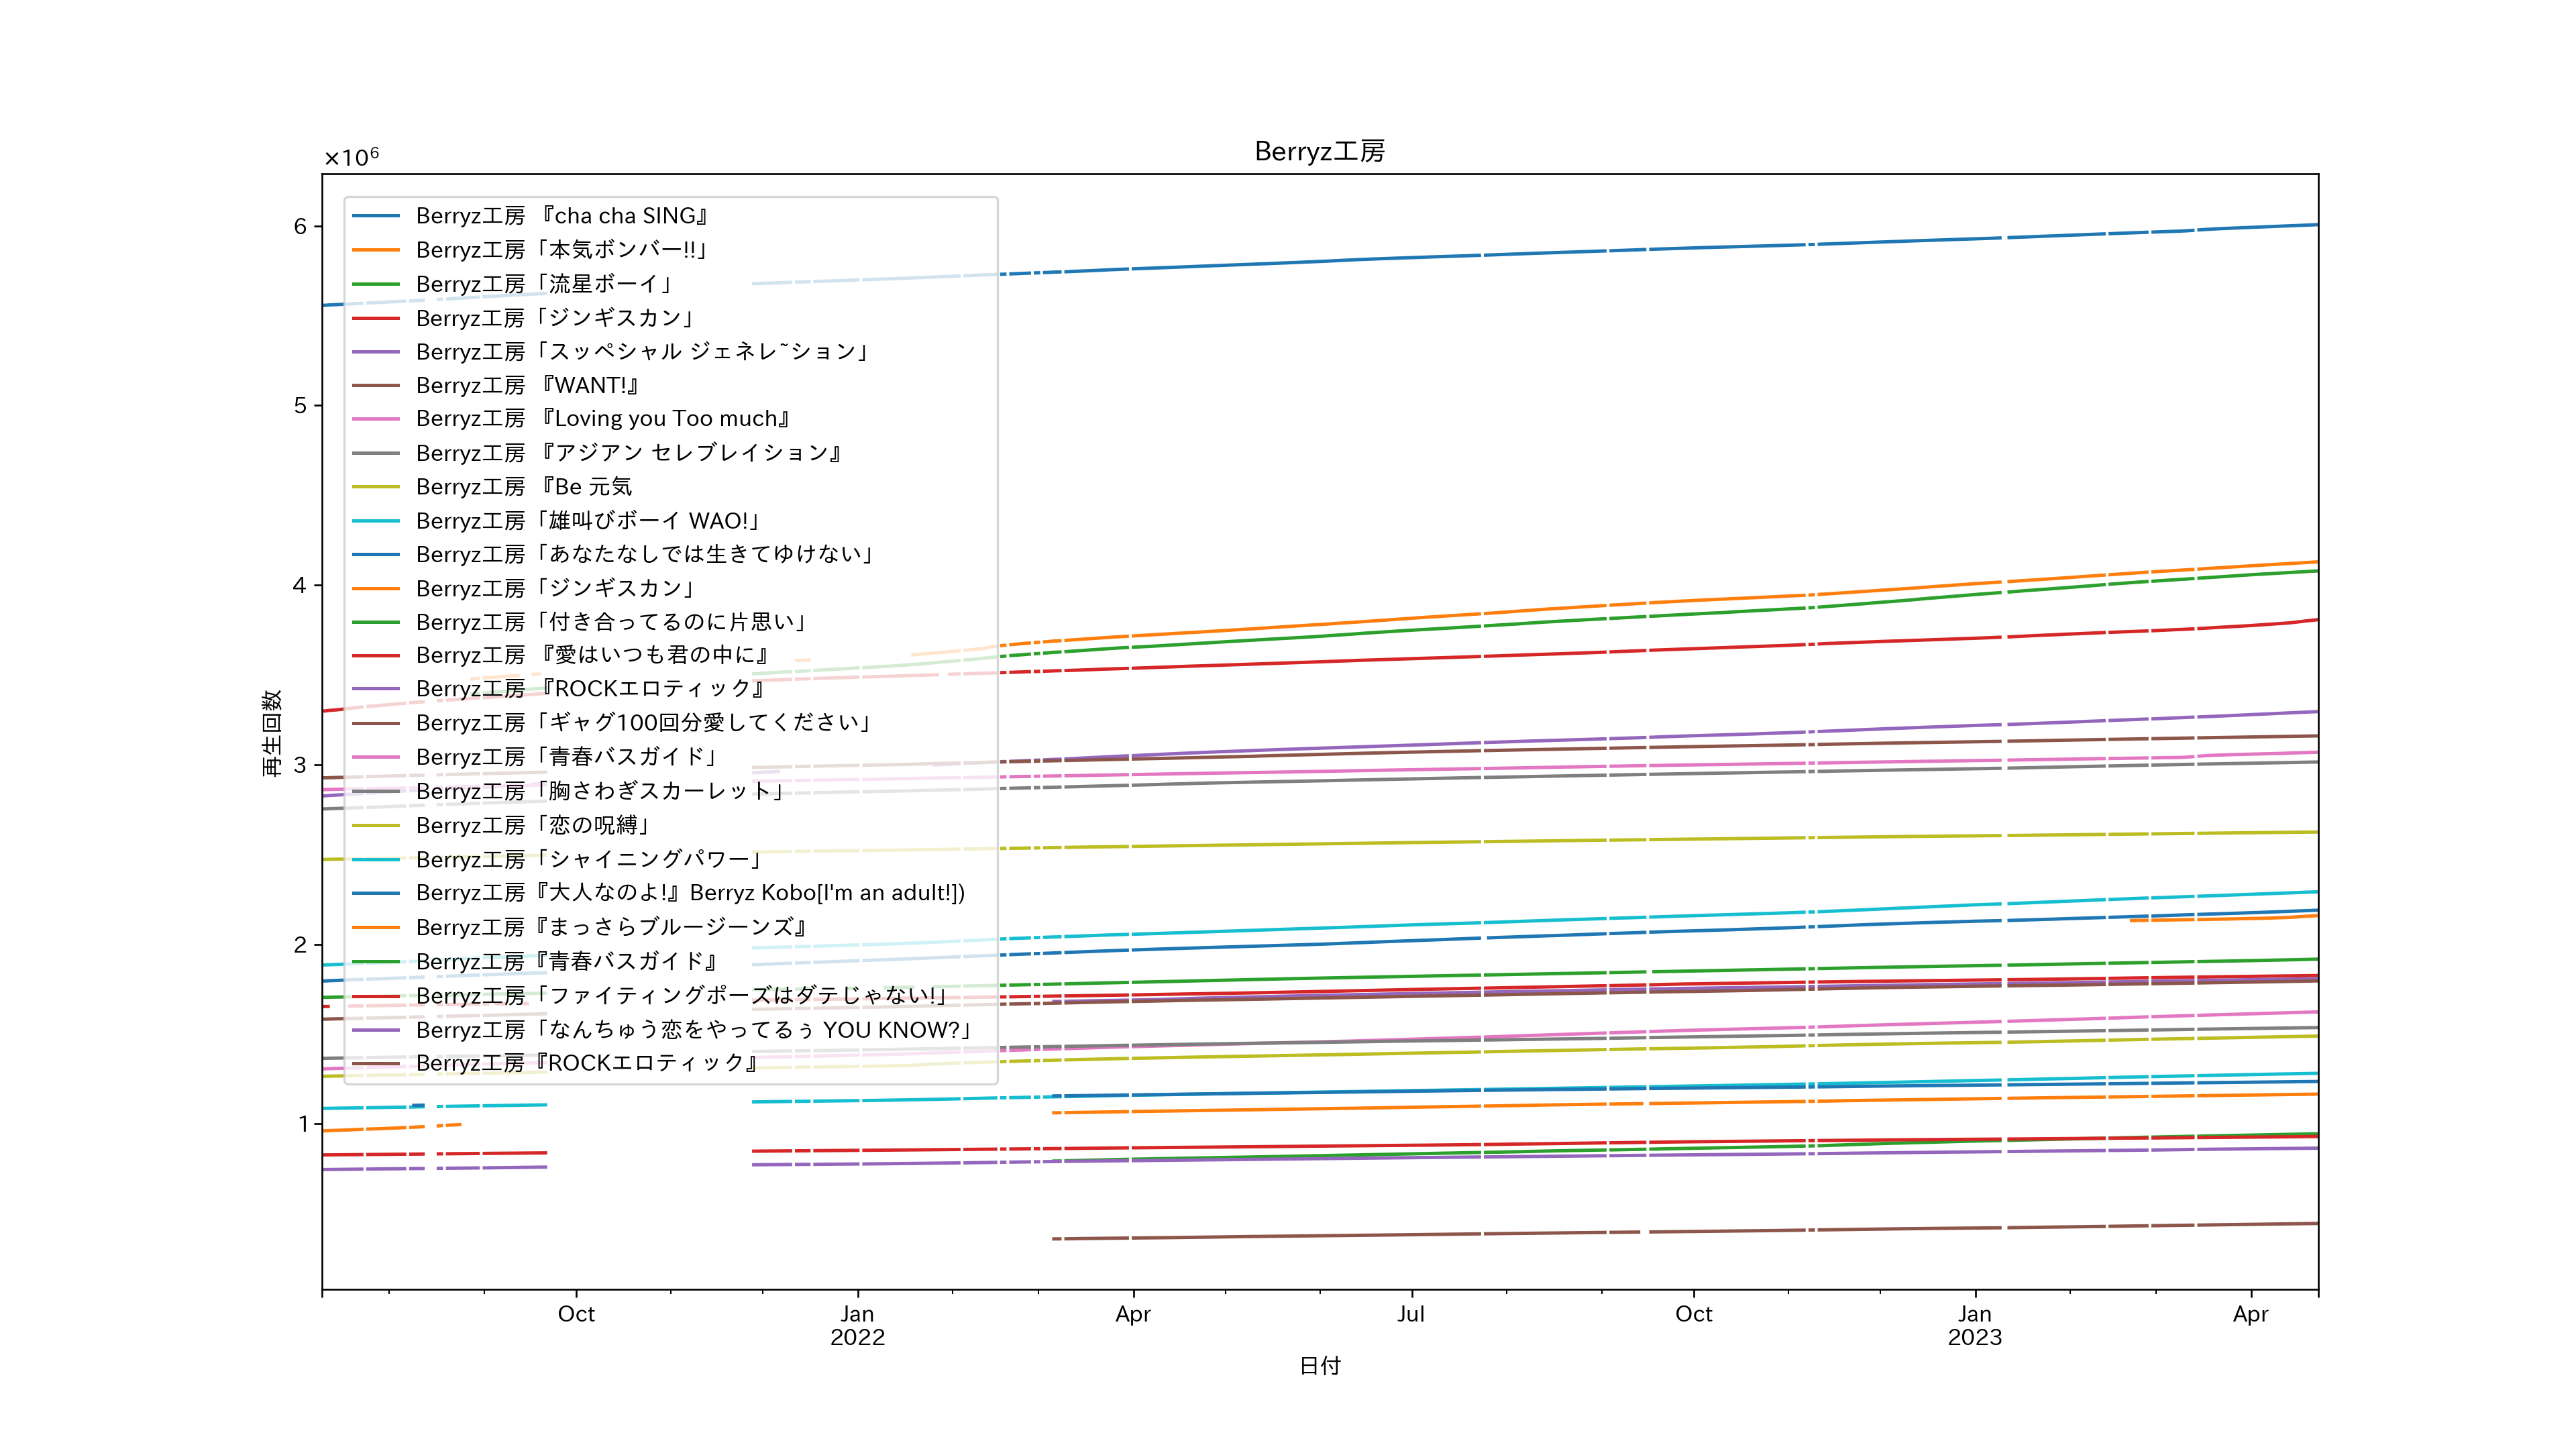 Berryz工房
×10⁶
6
5
4
3
2
1
再生回数
Berryz工房 『cha cha SING』
Berryz工房「本気ボンバー!!」
Berryz工房「流星ボーイ」
Berryz工房「ジンギスカン」
Berryz工房「スッペシャル ジェネレ~ション」
Berryz工房 『WANT!』
Berryz工房 『Loving you Too much』
Berryz工房 『アジアン セレブレイション』
Berryz工房 『Be 元気
Berryz工房「雄叫びボーイ WAO!」
Berryz工房「あなたなしでは生きてゆけない」
Berryz工房「ジンギスカン」
Berryz工房「付き合ってるのに片思い」
Berryz工房 『愛はいつも君の中に』
Berryz工房 『ROCKエロティック』
Berryz工房「ギャグ100回分愛してください」
Berryz工房「青春バスガイド」
Berryz工房「胸さわぎスカーレット」
Berryz工房「恋の呪縛」
Berryz工房「シャイニングパワー」
Berryz工房『大人なのよ!』Berryz Kobo[I'm an adult!])
Berryz工房『まっさらブルージーンズ』
Berryz工房『青春バスガイド』
Berryz工房「ファイティングポーズはダテじゃない!」
Berryz工房「なんちゅう恋をやってるぅ YOU KNOW?」
Berryz工房『ROCKエロティック』
Oct
Jan
2022
Apr
Jul
Oct
Jan
2023
Apr
日付